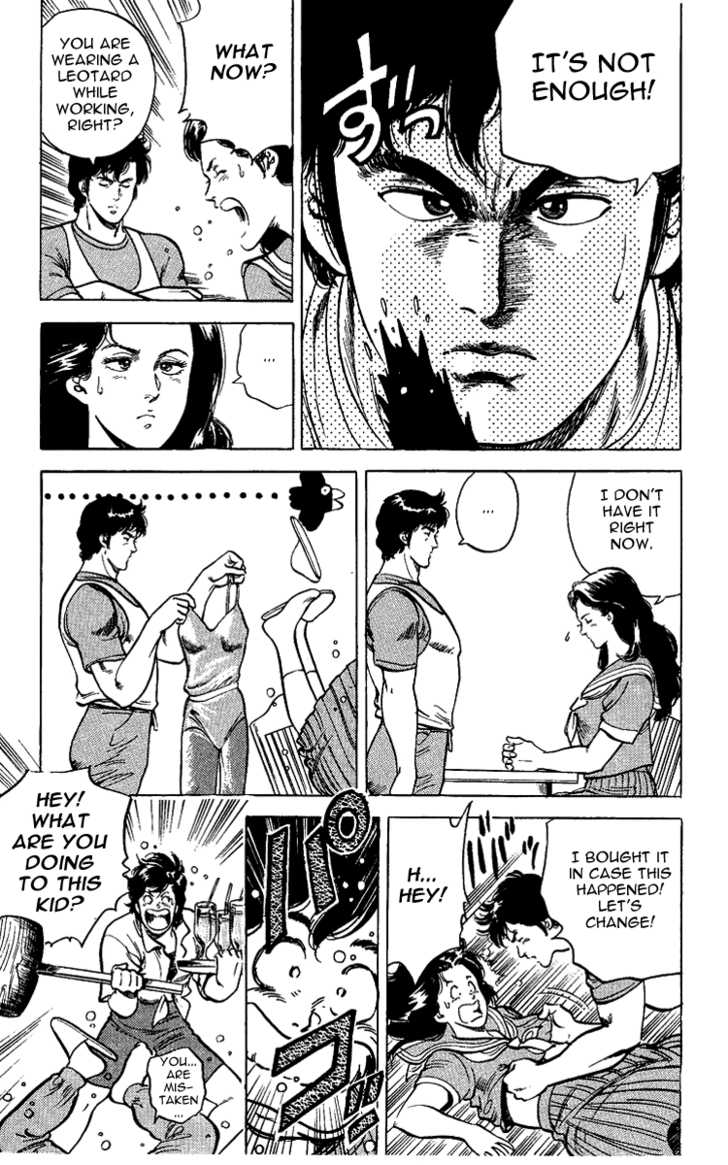 IT'S NOT
ENOUGH!
ずっ
WHAT
NOW?
YOU ARE
WEARING A
LEOTARD
WHILE
WORKING,
RIGHT?
...
I DON'T
HAVE IT
RIGHT
NOW.
...
I BOUGHT IT
IN CASE THIS
HAPPENED!
LET'S
CHANGE!
H...
HEY!
HEY!
WHAT
ARE YOU
DOING
TO THIS
KID?
YOU...
ARE
MIS-
TAKEN
...